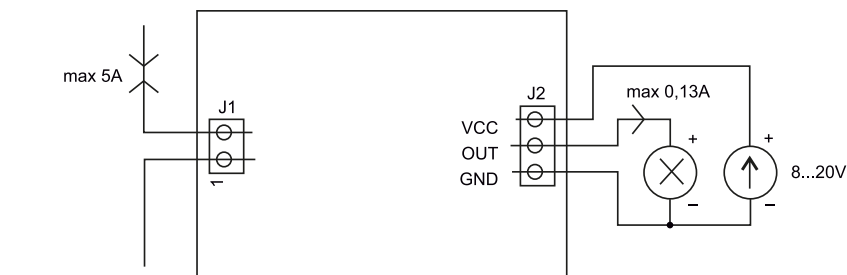 max 5A
J1
1
J2
VCC
OUT
GND
max 0,13A
+
−
+
−
8...20V